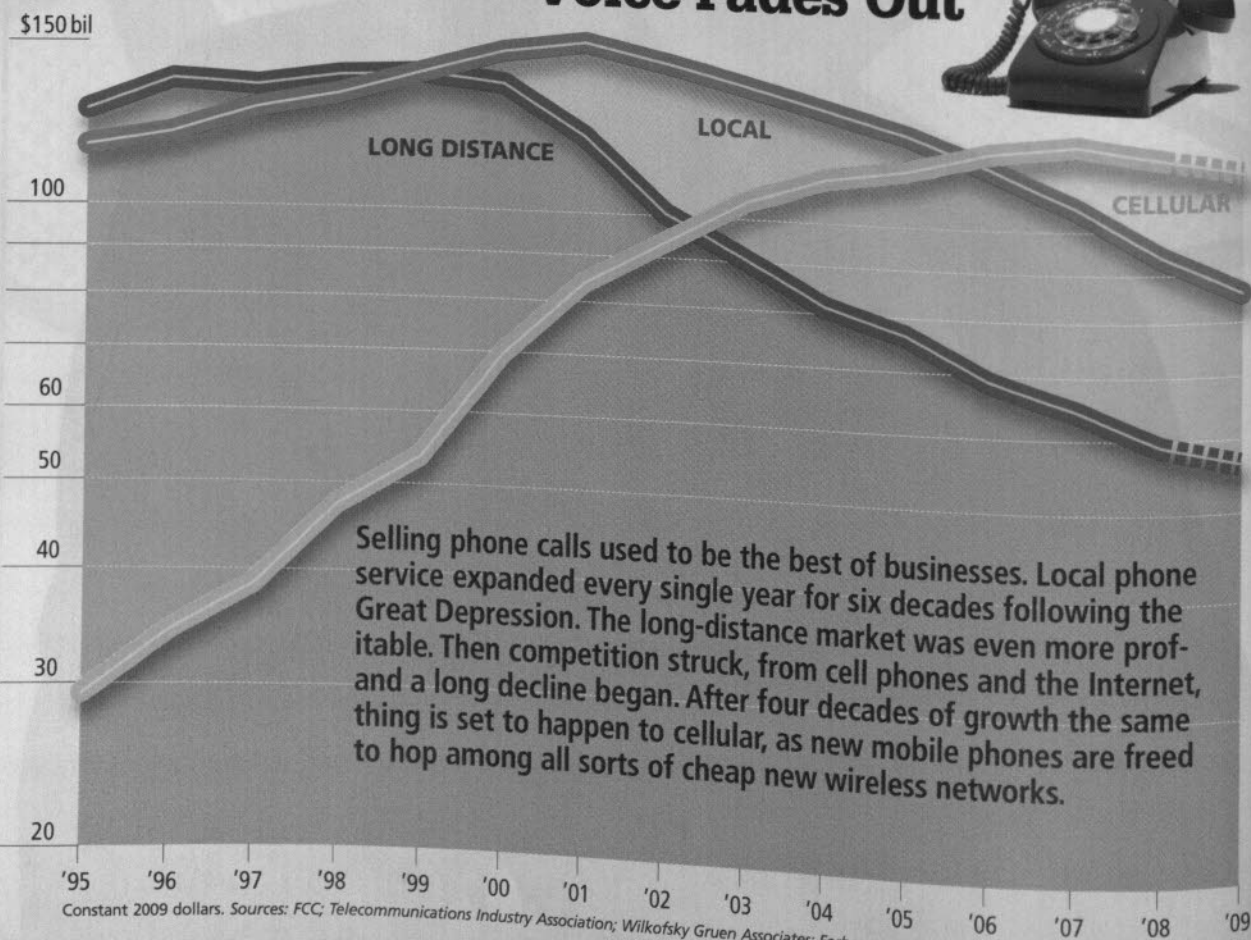 Voice Fades Out
$150 bil
LONG DISTANCE
LOCAL
CELLULAR
100
60
50
40
30
20
Selling phone calls used to be the best of businesses. Local phone
service expanded every single year for six decades following the
Great Depression. The long-distance market was even more prof-
itable. Then competition struck, from cell phones and the Internet,
and a long decline began. After four decades of growth the same
thing is set to happen to cellular, as new mobile phones are freed
to hop among all sorts of cheap new wireless networks.
'95 '96 '97 '98 '99 '00 '01 '02 '03 '04 '05 '06 '07 '08 '09
Constant 2009 dollars. Sources: FCC; Telecommunications Industry Association; Wilkofsky Gruen Associates;